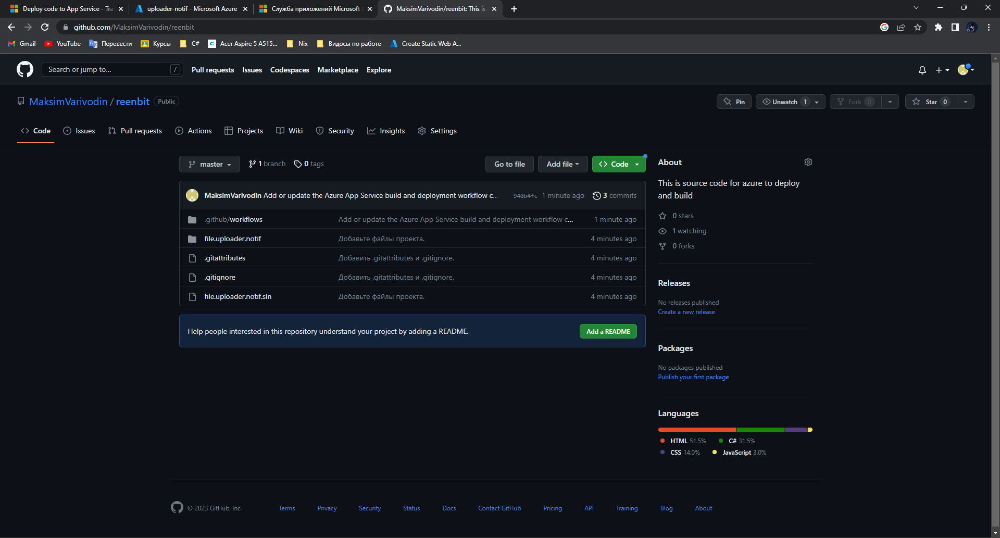 Deploy code to App Service - Tra
uploader-notif - Microsoft Azure
Служба приложений Microsoft A
MaksimVarivodin/reenbit: This is
github.com/MaksimVarivodin/reenbit
Gmail
YouTube
Перевести
Курсы
C#
Acer Aspire 5 A515...
Nix
Видосы по работе
Create Static Web A...
Search or jump to...
/
Pull requests
Issues
Codespaces
Marketplace
Explore
MaksimVarivodin / reenbit
Public
Pin
Unwatch 1
Fork 0
Star 0
Code
Issues
Pull requests
Actions
Projects
Wiki
Security
Insights
Settings
master
1 branch
0 tags
Go to file
Add file
Code
MaksimVarivodin Add or update the Azure App Service build and deployment workflow c...
940b4fc 1 minute ago
3 commits
.github/workflows
Add or update the Azure App Service build and deployment workflow c...
1 minute ago
file.uploader.notif
Добавьте файлы проекта.
4 minutes ago
.gitattributes
Добавить .gitattributes и .gitignore.
4 minutes ago
.gitignore
Добавить .gitattributes и .gitignore.
4 minutes ago
file.uploader.notif.sln
Добавьте файлы проекта.
4 minutes ago
Help people interested in this repository understand your project by adding a README.
Add a README
About
This is source code for azure to deploy
and build
0 stars
1 watching
0 forks
Releases
No releases published
Create a new release
Packages
No packages published
Publish your first package
Languages
HTML 51.5%
C# 31.5%
CSS 14.0%
JavaScript 3.0%
© 2023 GitHub, Inc.
Terms
Privacy
Security
Status
Docs
Contact GitHub
Pricing
API
Training
Blog
About